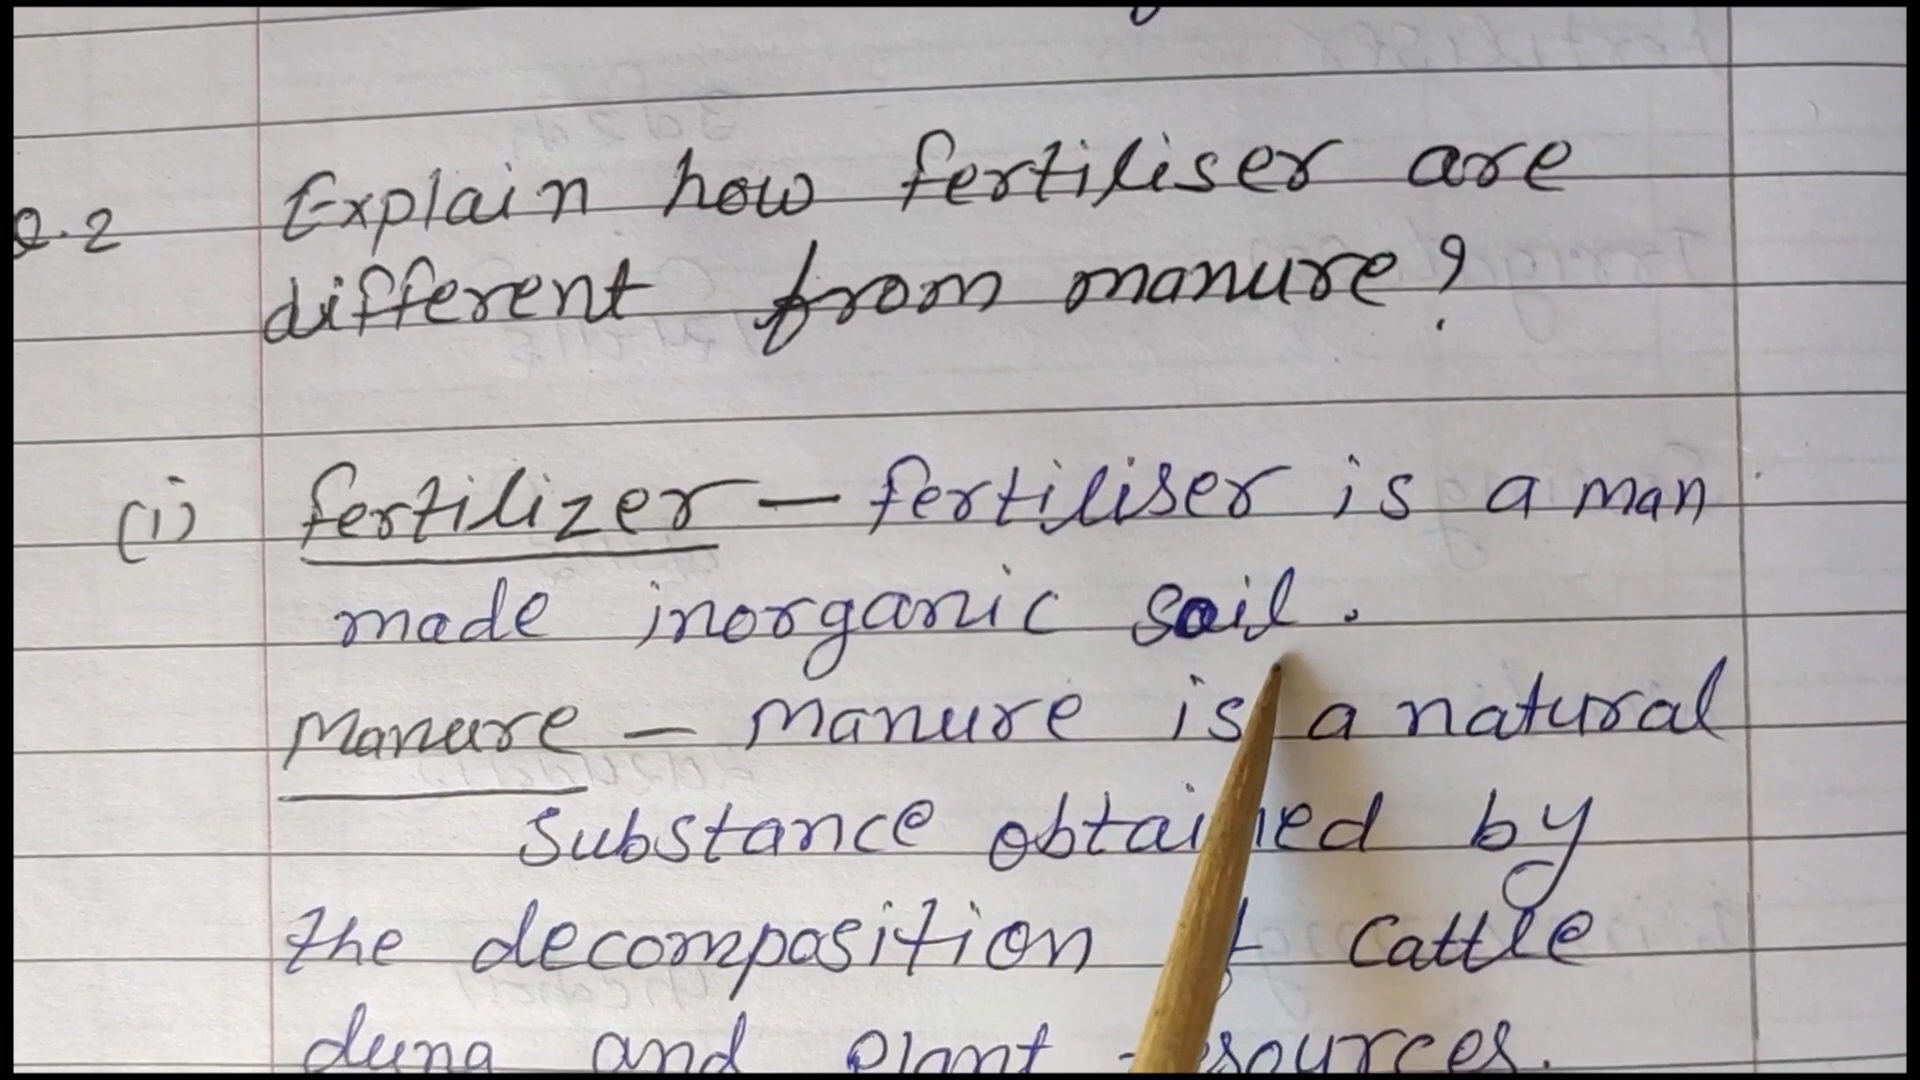 Q.2 Explain how fertiliser are
different from manure?
(i) fertilizer – fertiliser is a man
made inorganic soil.
Manure – manure is a natural
substance obtained by
the decomposition of cattle
dung and plant sources.